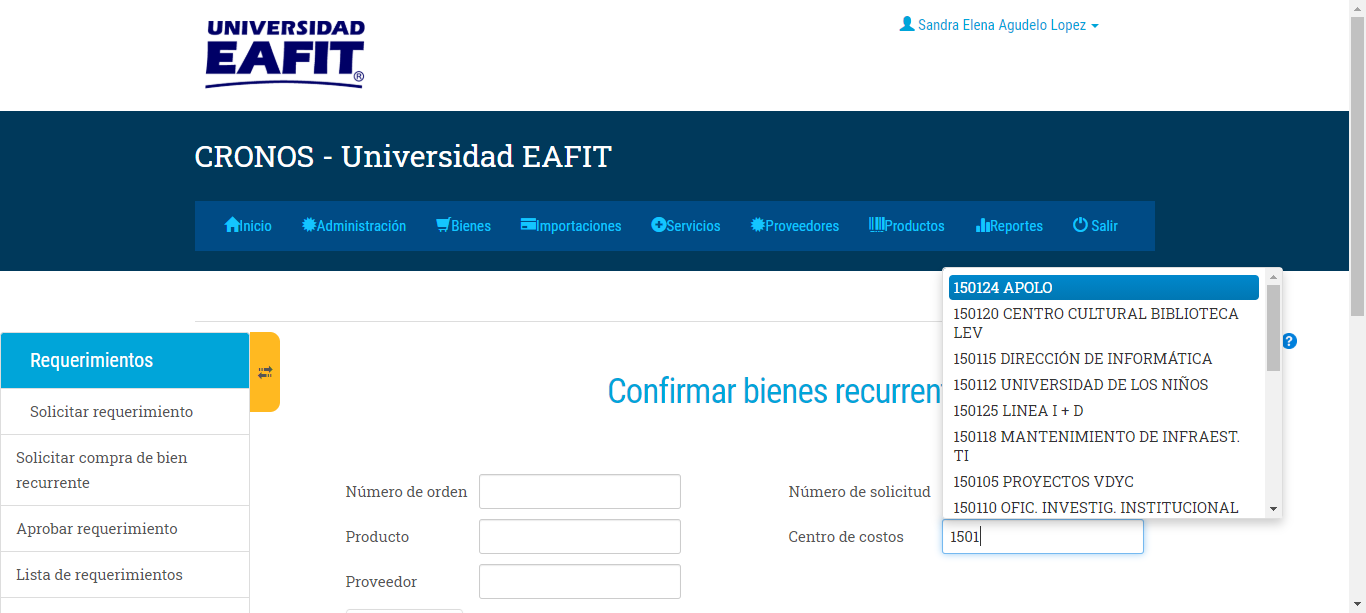 UNIVERSIDAD
EAFIT®
Sandra Elena Agudelo Lopez
CRONOS - Universidad EAFIT
Inicio Administración Bienes Importaciones Servicios Proveedores Productos Reportes Salir
Requerimientos
Solicitar requerimiento
Solicitar compra de bien
recurrente
Aprobar requerimiento
Lista de requerimientos
?
Confirmar bienes recurrent
Número de orden
Producto
Proveedor
Número de solicitud
Centro de costos
1501
150124 APOLO
150120 CENTRO CULTURAL BIBLIOTECA
LEV
150115 DIRECCIÓN DE INFORMÁTICA
150112 UNIVERSIDAD DE LOS NIÑOS
150125 LINEA I + D
150118 MANTENIMIENTO DE INFRAEST.
TI
150105 PROYECTOS VDYC
150110 OFIC. INVESTIG. INSTITUCIONAL